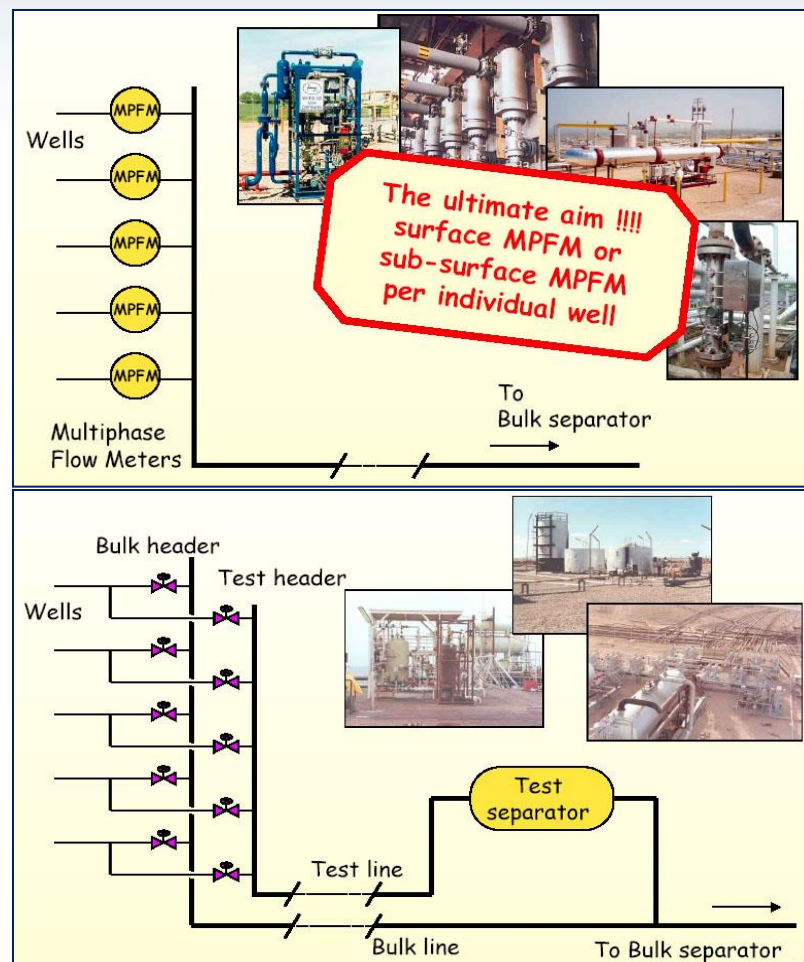 MPFM
Wells
MPFM
MPFM
MPFM
MPFM
Multiphase
Flow Meters
The ultimate aim !!!!
surface MPFM or
sub-surface MPFM
per individual well
To
Bulk separator
Bulk header
Test header
Wells
Test
separator
Test line
Bulk line
To Bulk separator